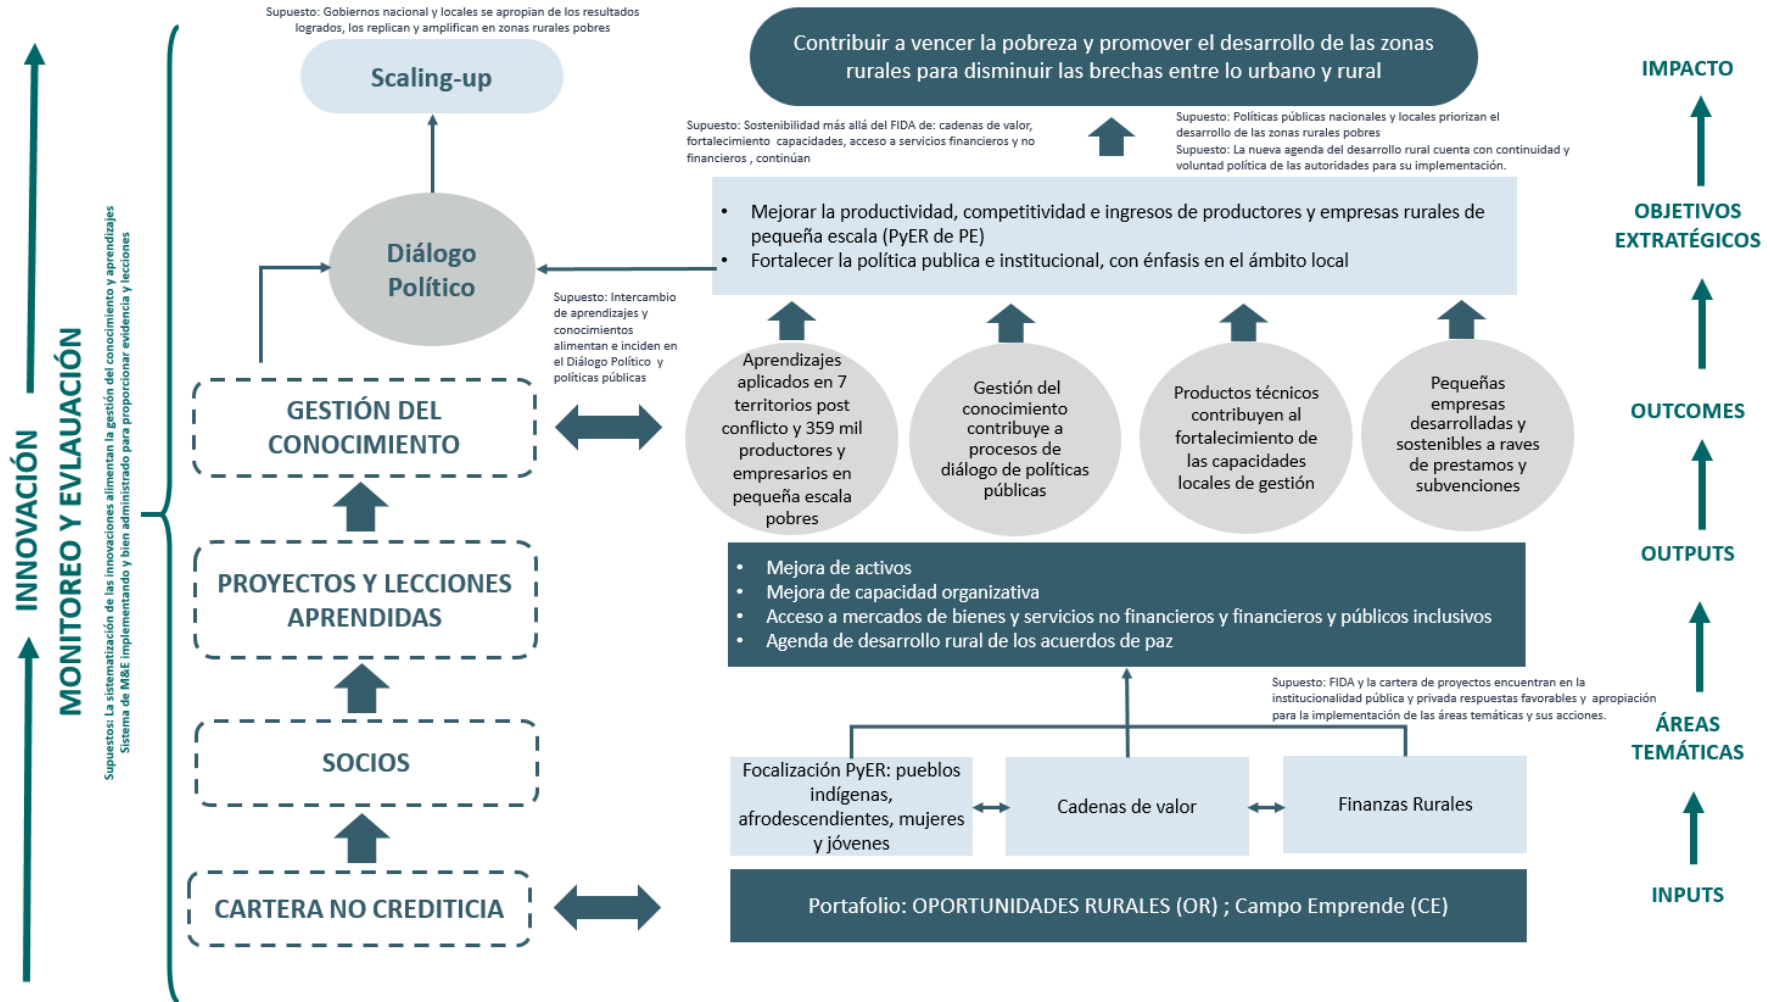 Supuesto: Gobiernos nacional y locales se apropian de los resultados
logrados, los replican y amplifican en zonas rurales pobres
Scaling-up
Contribuir a vencer la pobreza y promover el desarrollo de las zonas
rurales para disminuir las brechas entre lo urbano y rural
IMPACTO
Supuesto: Sostenibilidad más allá del FIDA de: cadenas de valor,
fortalecimiento capacidades, acceso a servicios financieros y no
financieros , continúan
Supuesto: Políticas públicas nacionales y locales priorizan el
desarrollo de las zonas rurales pobres
Supuesto: La nueva agenda del desarrollo rural cuenta con continuidad y
voluntad política de las autoridades para su implementación.
Diálogo
Político
• Mejorar la productividad, competitividad e ingresos de productores y empresas rurales de
pequeña escala (PyER de PE)
• Fortalecer la política publica e institucional, con énfasis en el ámbito local
OBJETIVOS
EXTRATÉGICOS
Supuesto: Intercambio
de aprendizajes y
conocimientos
alimentan e inciden en
el Diálogo Político y
políticas públicas
INNOVACIÓN
MONITOREO Y EVLAUACIÓN
Supuestos: La sistematización de las innovaciones alimentan la gestión del conocimiento y aprendizajes
Sistema de M&E implementando y bien administrado para proporcionar evidencia y lecciones
GESTIÓN DEL
CONOCIMIENTO
Aprendizajes
aplicados en 7
territorios post
conflicto y 359 mil
productores y
empresarios en
pequeña escala
pobres
Gestión del
conocimiento
contribuye a
procesos de
diálogo de políticas
públicas
Productos técnicos
contribuyen al
fortalecimiento de
las capacidades
locales de gestión
Pequeñas
empresas
desarrolladas y
sostenibles a raves
de prestamos y
subvenciones
OUTCOMES
PROYECTOS Y LECCIONES
APRENDIDAS
• Mejora de activos
• Mejora de capacidad organizativa
• Acceso a mercados de bienes y servicios no financieros y financieros y públicos inclusivos
• Agenda de desarrollo rural de los acuerdos de paz
OUTPUTS
Supuesto: FIDA y la cartera de proyectos encuentran en la
institucionalidad pública y privada respuestas favorables y apropiación
para la implementación de las áreas temáticas y sus acciones.
SOCIOS
Focalización PyER: pueblos
indígenas,
afrodescendientes, mujeres
y jóvenes
Cadenas de valor
Finanzas Rurales
ÁREAS
TEMÁTICAS
CARTERA NO CREDITICIA
Portafolio: OPORTUNIDADES RURALES (OR) ; Campo Emprende (CE)
INPUTS